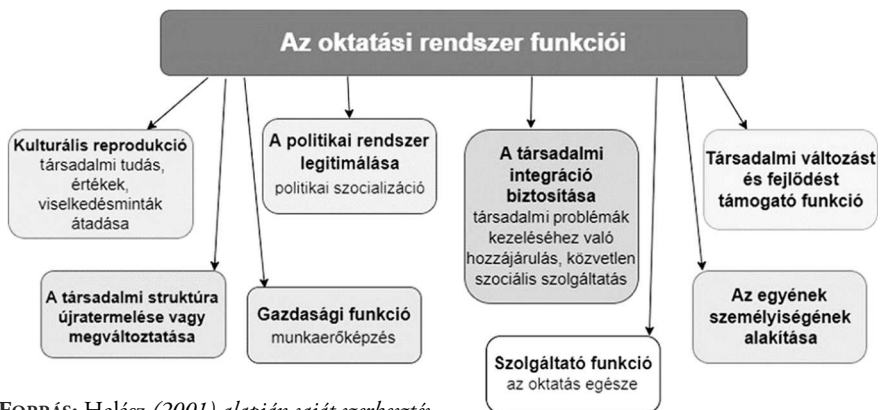 Az oktatási rendszer funkciói
Kulturális reprodukció
társadalmi tudás,
értékek,
viselkedésminták
átadása
A politikai rendszer
legitimálása
politikai szocializáció
A társadalmi
integráció
biztosítása
társadalmi problémák
kezeléséhez való
hozzájárulás, közvetlen
szociális szolgáltatás
Társadalmi változást
és fejlődést
támogató funkció
A társadalmi struktúra
újratermelése vagy
megváltoztatása
Gazdasági funkció
munkaerőképzés
Az egyének
személyiségének
alakítása
Szolgáltató funkció
az oktatás egésze
FORRÁS: Halász (2001) alapján saját szerkesztés